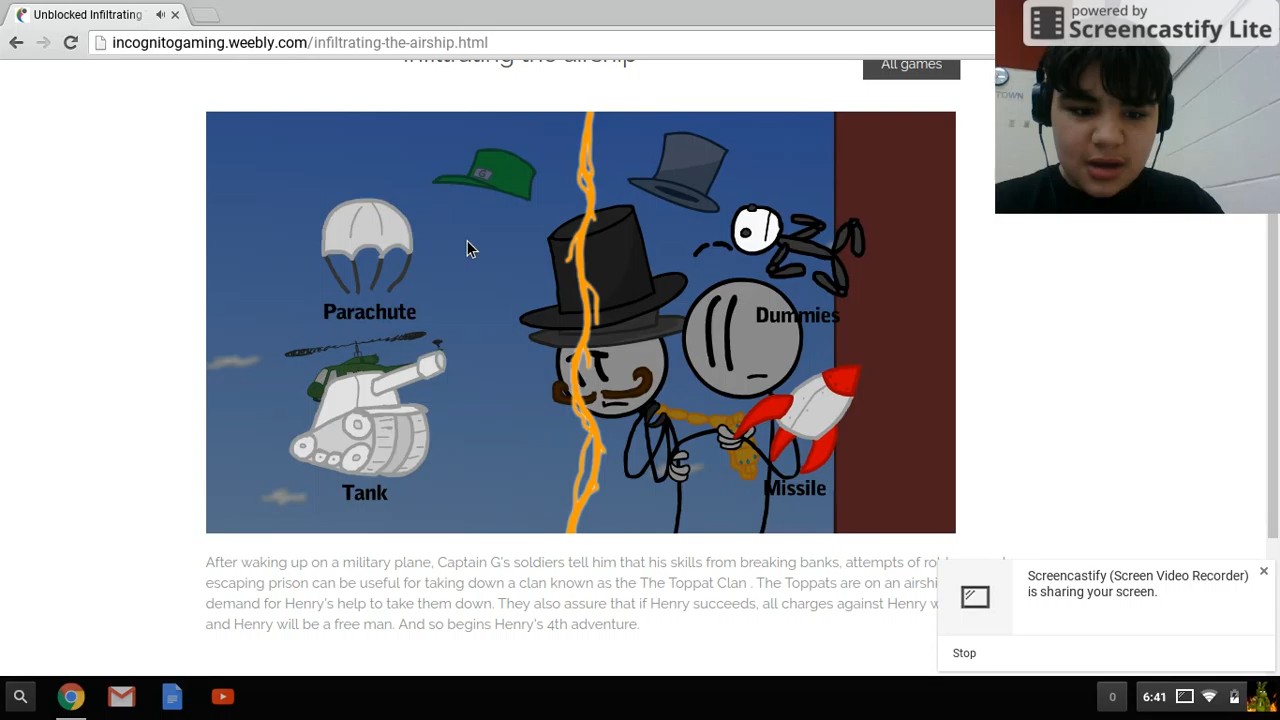 Unblocked Infiltrating
powered by
Screencastify Lite
incognitogaming.weebly.com/infiltrating-the-airship.html
infiltrating the airship
All games
TOWN
G
Parachute
Dummies
Tank
Missile
After waking up on a military plane, Captain G's soldiers tell him that his skills from breaking banks, attempts of
escaping prison can be useful for taking down a clan known as the The Toppat Clan . The Toppats are on an airship
demand for Henry's help to take them down. They also assure that if Henry succeeds, all charges against Henry
and Henry will be a free man. And so begins Henry's 4th adventure.
Screencastify (Screen Video Recorder)
is sharing your screen.
Stop
0
6:41